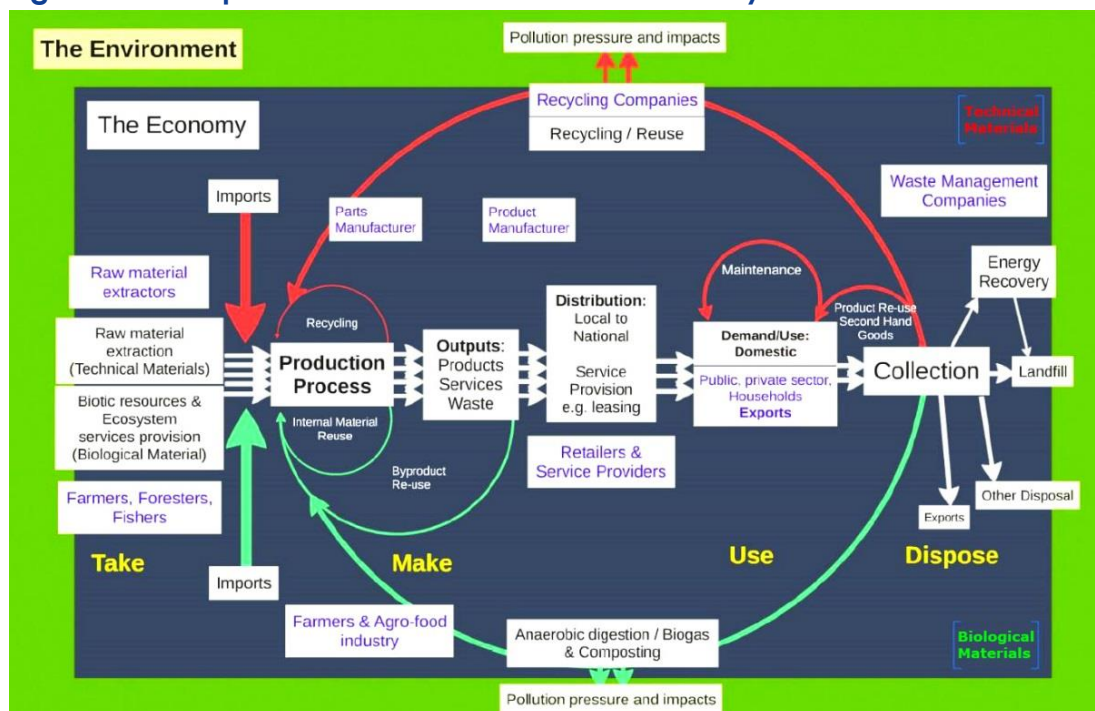 The Environment
Pollution pressure and impacts
The Economy
Recycling Companies
Recycling / Reuse
Technical
Materials
Waste Management
Companies
Imports
Parts
Manufacturer
Product
Manufacturer
Raw material
extractors
Energy
Recovery
Maintenance
Product Re-use
Second Hand
Goods
Recycling
Raw material
extraction
(Technical Materials)
Biotic resources &
Ecosystem
services provision
(Biological Material)
Production
Process
Outputs:
Products
Services
Waste
Distribution:
Local to
National
Service
Provision
e.g. leasing
Demand/Use:
Domestic
Public, private sector,
Households
Exports
Collection
Landfill
Internal Material
Reuse
Byproduct
Re-use
Retailers &
Service Providers
Farmers, Foresters,
Fishers
Other Disposal
Exports
Take
Make
Use
Dispose
Imports
Farmers & Agro-food
industry
Anaerobic digestion / Biogas
& Composting
Biological
Materials
Pollution pressure and impacts